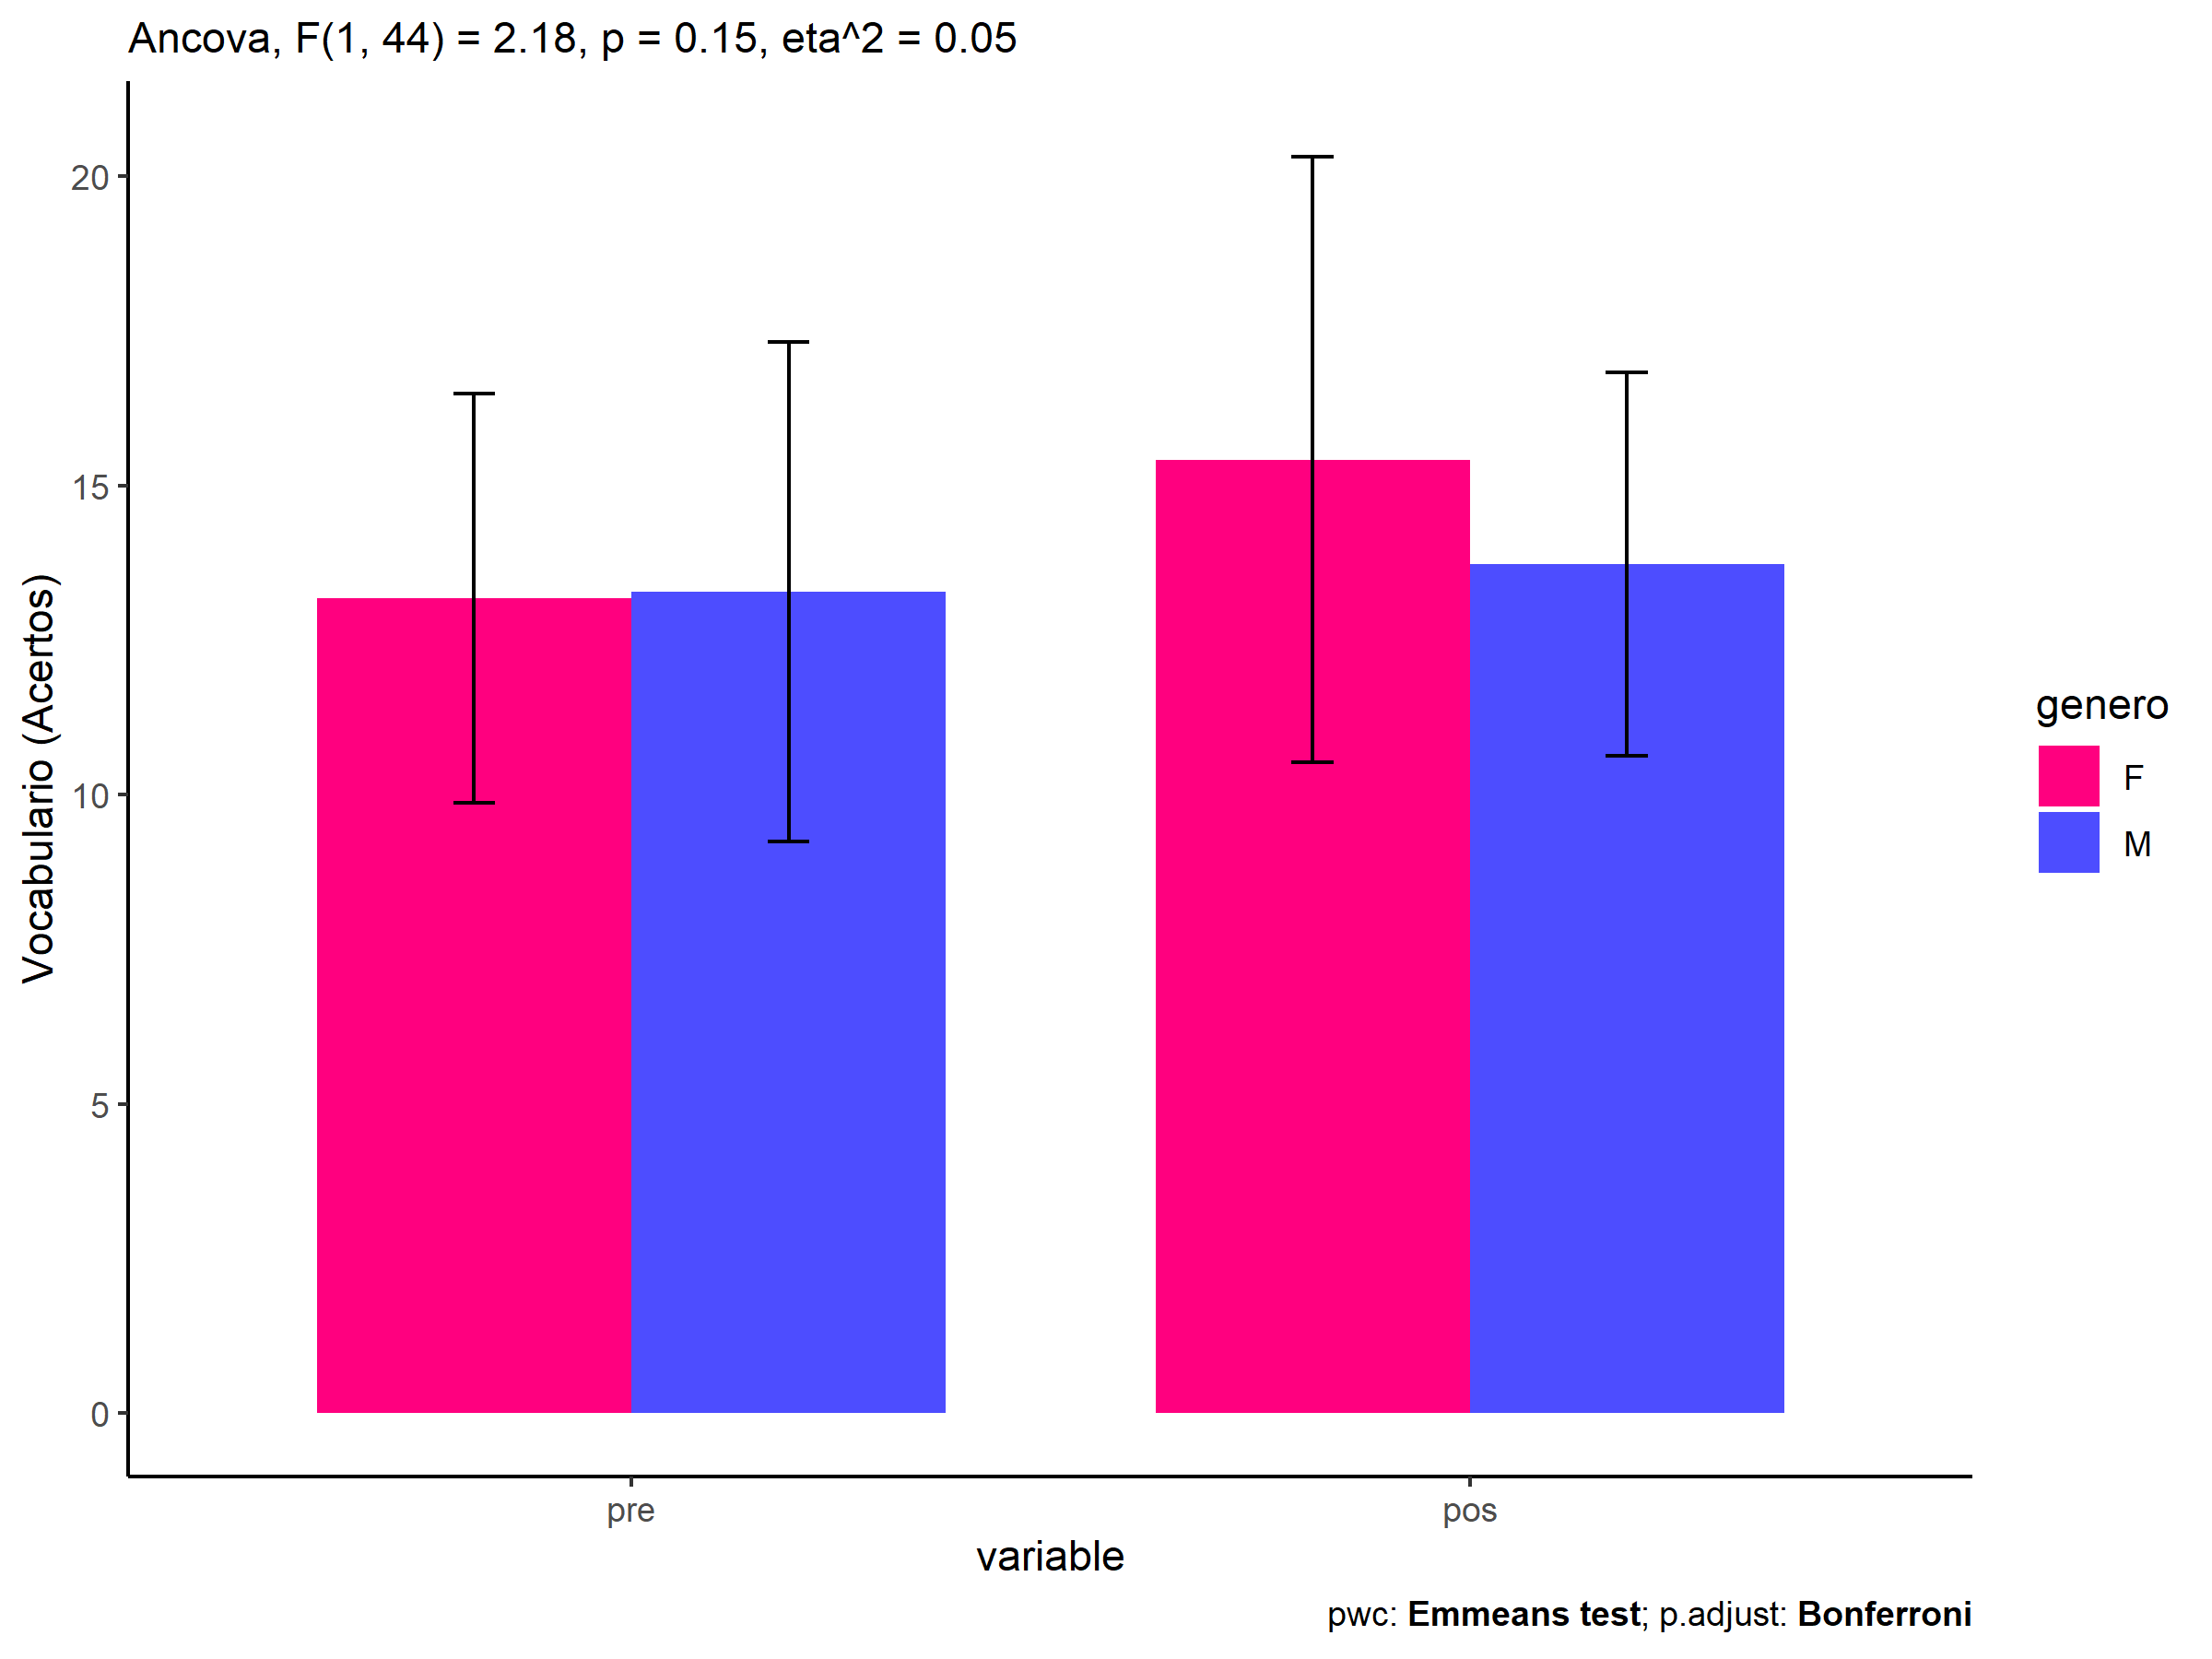 Ancova, F(1, 44) = 2.18, p = 0.15, eta^2 = 0.05
Vocabulario (Acertos)
20
15
10
5
0
pre
pos
variable
genero
F
M
pwc: Emmeans test; p.adjust: Bonferroni